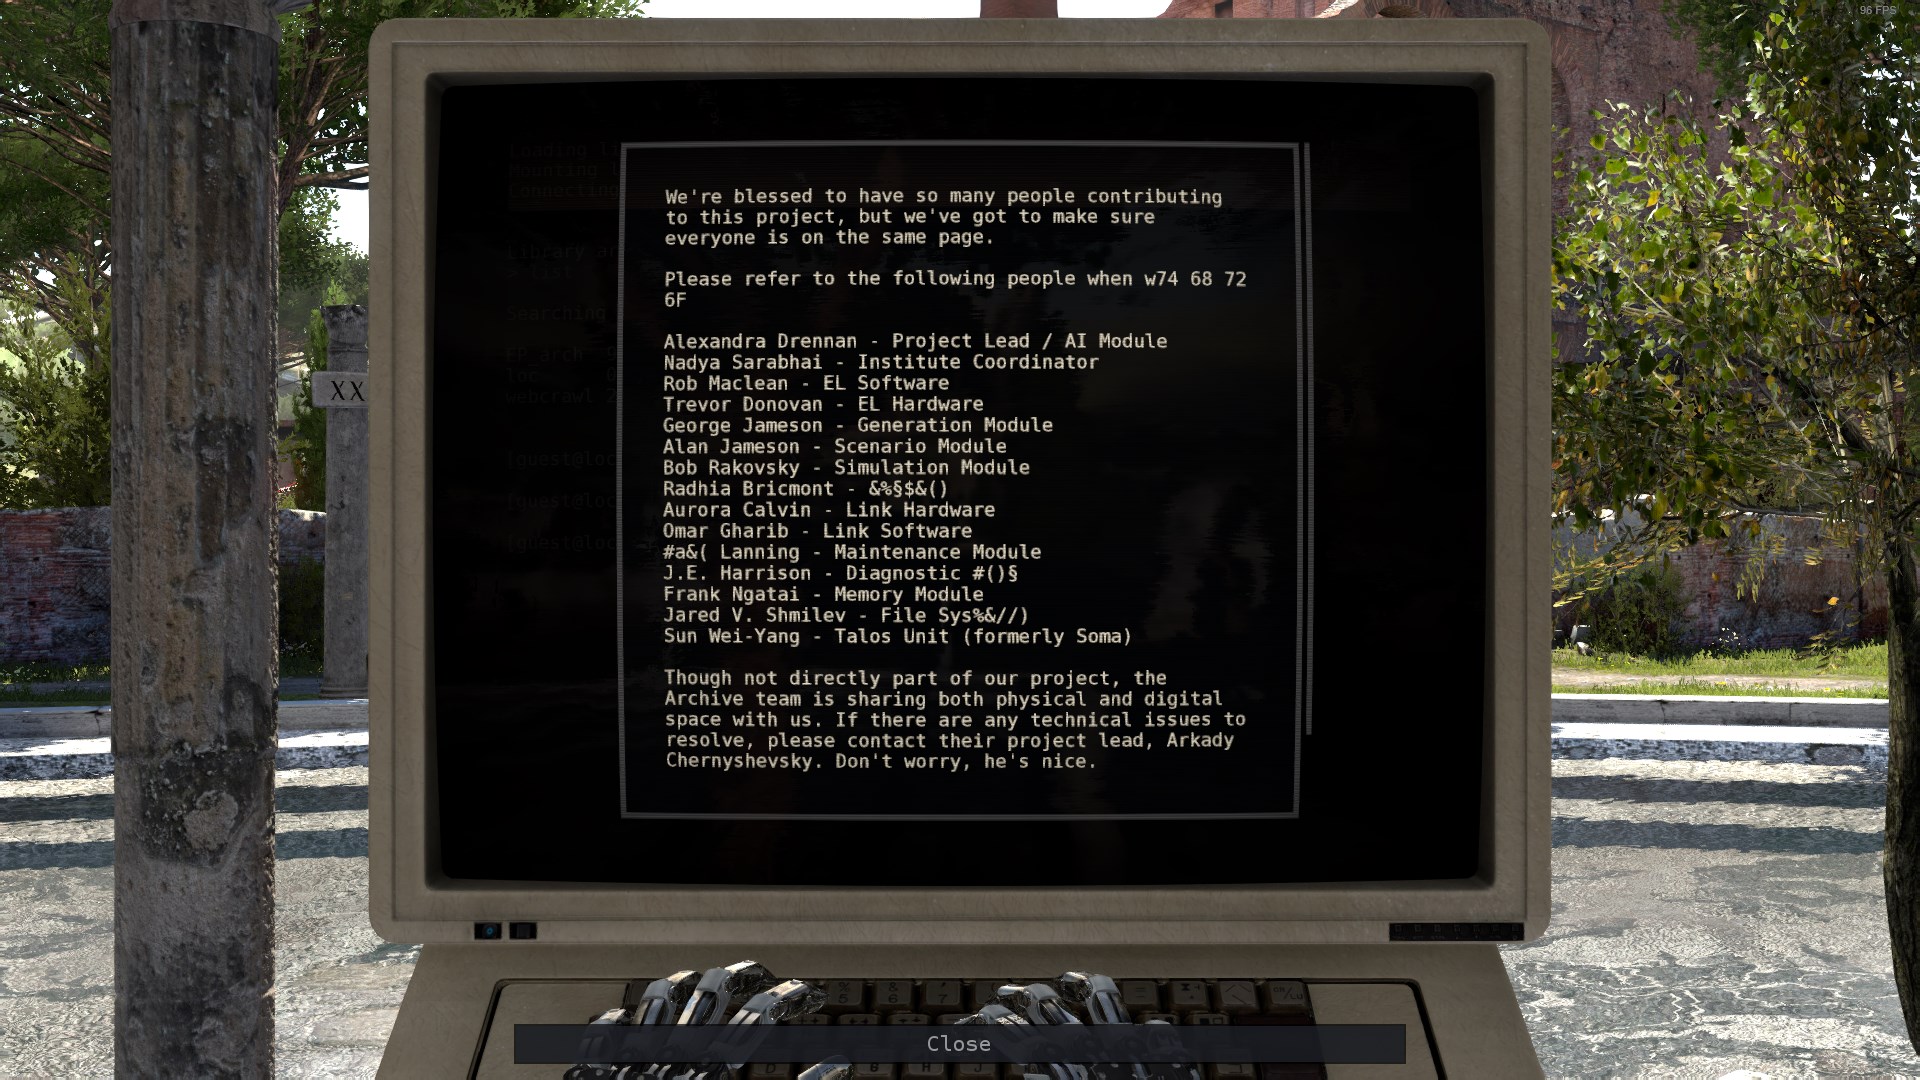 96 FPS
We're blessed to have so many people contributing
to this project, but we've got to make sure
everyone is on the same page.
Please refer to the following people when w74 68 72
6F
Alexandra Drennan - Project Lead / AI Module
Nadya Sarabhai - Institute Coordinator
Rob Maclean - EL Software
Trevor Donovan - EL Hardware
George Jameson - Generation Module
Alan Jameson - Scenario Module
Bob Rakovsky - Simulation Module
Radhia Bricmont - &%§$&()
Aurora Calvin - Link Hardware
Omar Gharib - Link Software
#a&( Lanning - Maintenance Module
J.E. Harrison - Diagnostic #()§
Frank Ngatai - Memory Module
Jared V. Shmilev - File Sys%&//)
Sun Wei-Yang - Talos Unit (formerly Soma)
Though not directly part of our project, the
Archive team is sharing both physical and digital
space with us. If there are any technical issues to
resolve, please contact their project lead, Arkady
Chernyshevsky. Don't worry, he's nice.
Loading
Mounting
Connecting
Library
Searching
webcrawl
XX
Close